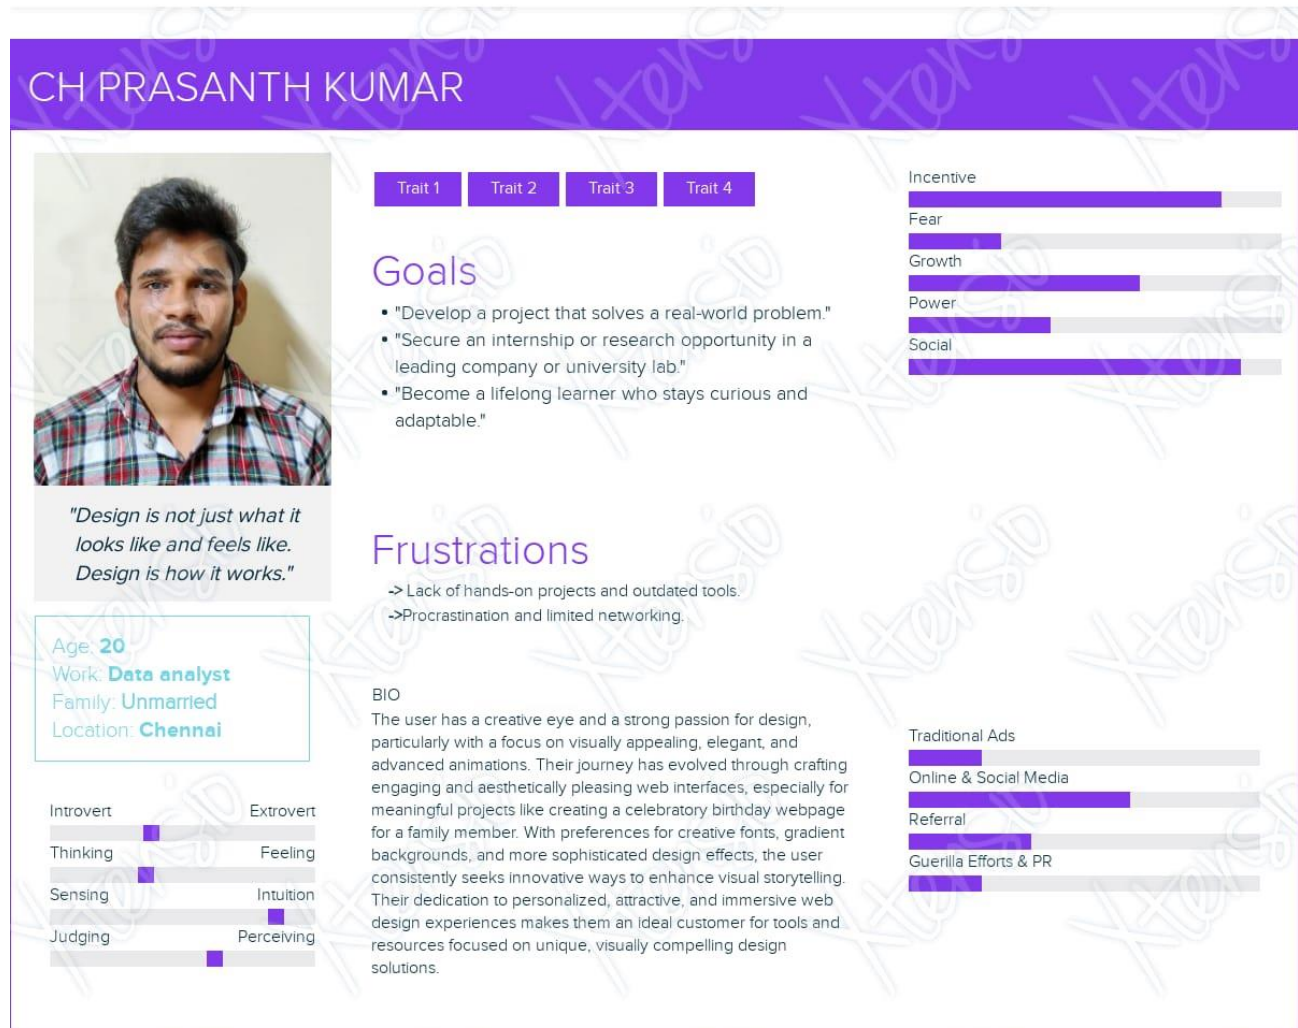 CH PRASANTH KUMAR
Trait 1
Trait 2
Trait 3
Trait 4
Goals
• "Develop a project that solves a real-world problem."
• "Secure an internship or research opportunity in a
leading company or university lab."
• "Become a lifelong learner who stays curious and
adaptable."
"Design is not just what it
looks like and feels like.
Design is how it works."
Frustrations
-> Lack of hands-on projects and outdated tools.
->Procrastination and limited networking.
Age: 20
Work: Data analyst
Family: Unmarried
Location: Chennai
Introvert Extrovert
Thinking Feeling
Sensing Intuition
Judging Perceiving
BIO
The user has a creative eye and a strong passion for design,
particularly with a focus on visually appealing, elegant, and
advanced animations. Their journey has evolved through crafting
engaging and aesthetically pleasing web interfaces, especially for
meaningful projects like creating a celebratory birthday webpage
for a family member. With preferences for creative fonts, gradient
backgrounds, and more sophisticated design effects, the user
consistently seeks innovative ways to enhance visual storytelling.
Their dedication to personalized, attractive, and immersive web
design experiences makes them an ideal customer for tools and
resources focused on unique, visually compelling design
solutions.
Incentive
Fear
Growth
Power
Social
Traditional Ads
Online & Social Media
Referral
Guerilla Efforts & PR
Xtensio